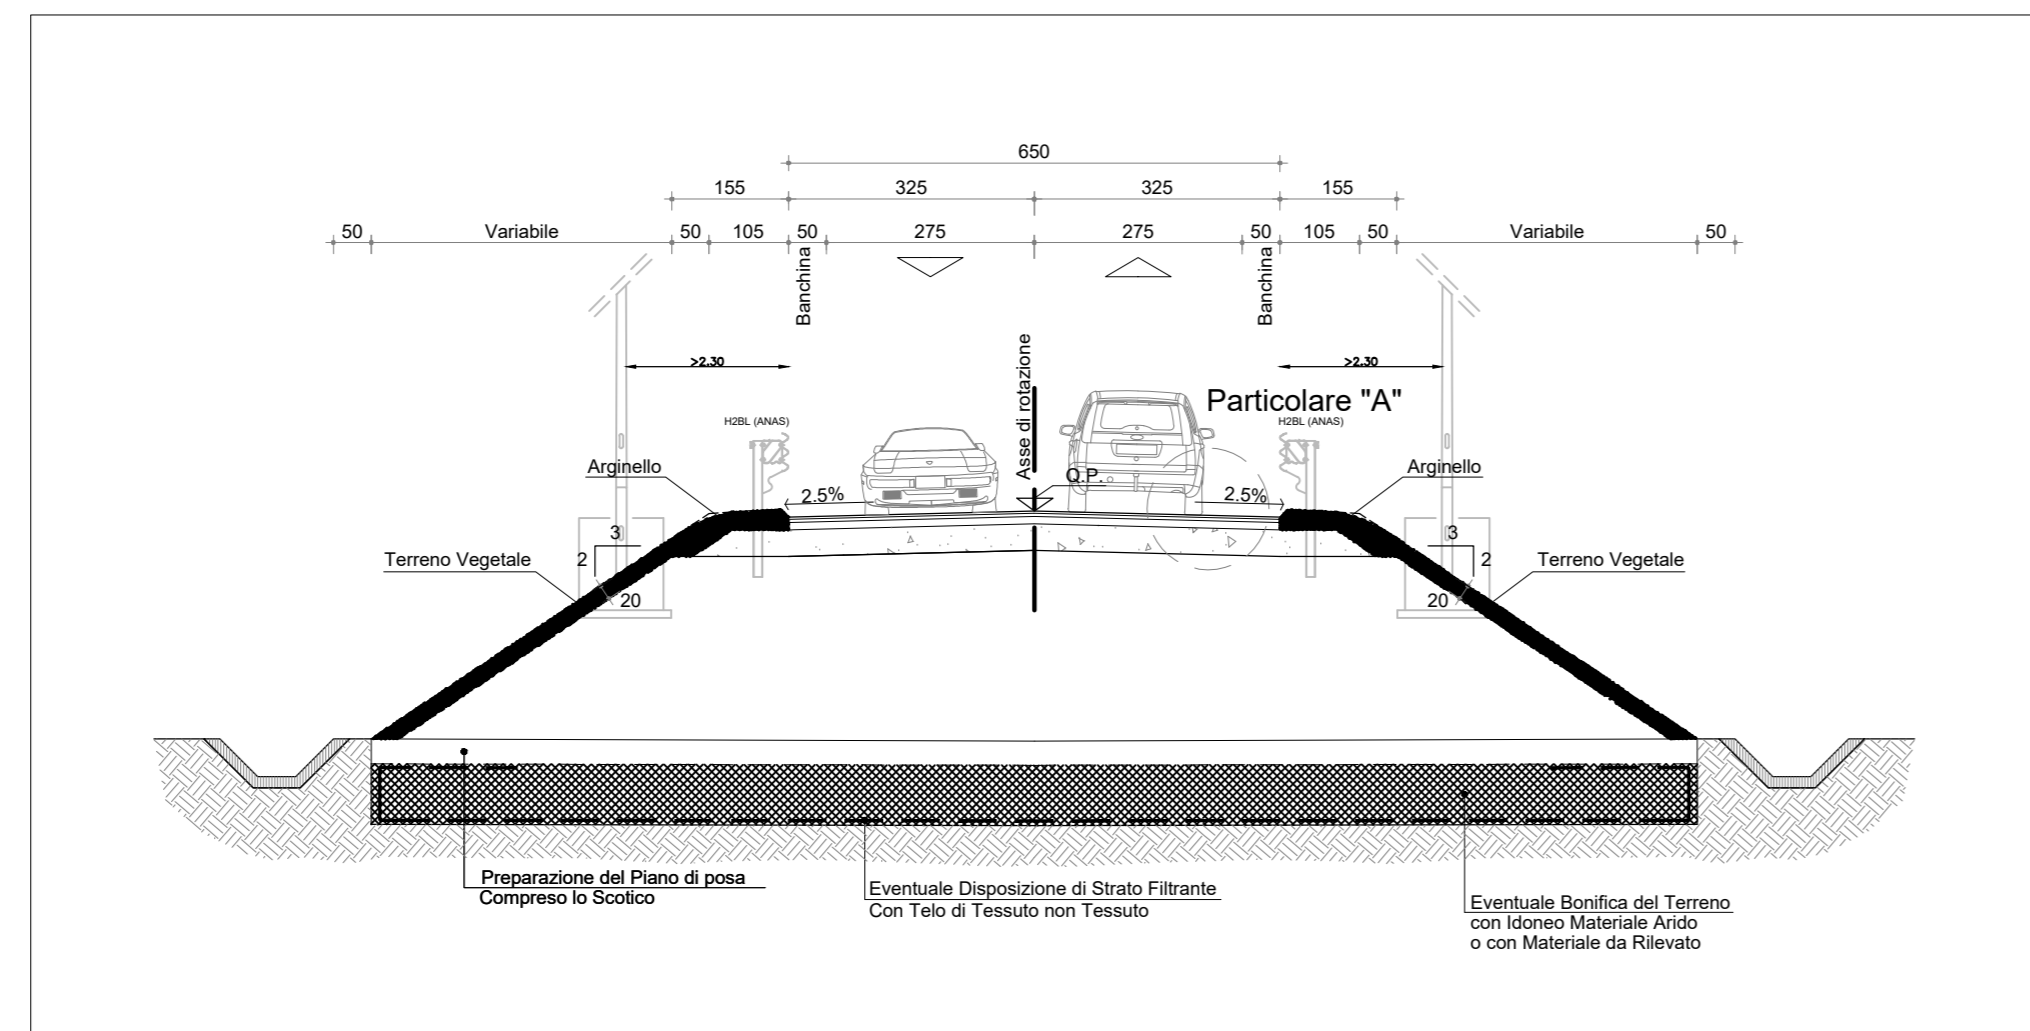 650
155 325 325 155
50 Variabile 50 105 50 275 275 50 105 50 Variabile 50
Banchina
Banchina
>2.30
>2.30
Asse di rotazione
Particolare "A"
H2BL (ANAS)
H2BL (ANAS)
Arginello
Q.P.
Arginello
2.5%
2.5%
3
2
3
2
Terreno Vegetale
Terreno Vegetale
20
20
Preparazione del Piano di posa
Compreso lo Scotico
Eventuale Disposizione di Strato Filtrante
Con Telo di Tessuto non Tessuto
Eventuale Bonifica del Terreno
con Idoneo Materiale Arido
o con Materiale da Rilevato